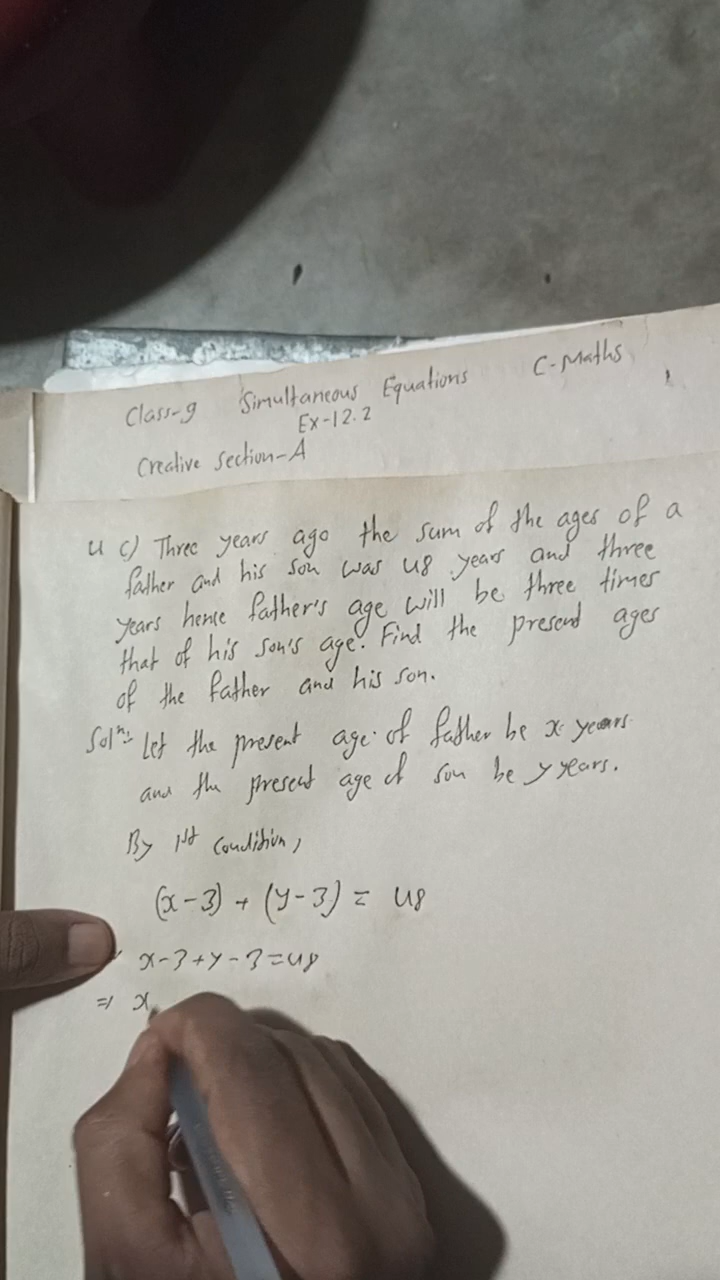 Class-9 Simultaneous Equations C-Maths
Ex-12.2
Creative section-A
4 c) Three years ago the sum of the ages of a
father and his son was 48 years and three
years hence father's age will be three times
that of his son's age. Find the present ages
of the father and his son.
Solⁿ:- Let the present age of father be x years
and the present age of son be y years.
By 1st condition,
(x-3) + (y-3) = 48
x-3+y-3=48
=) x